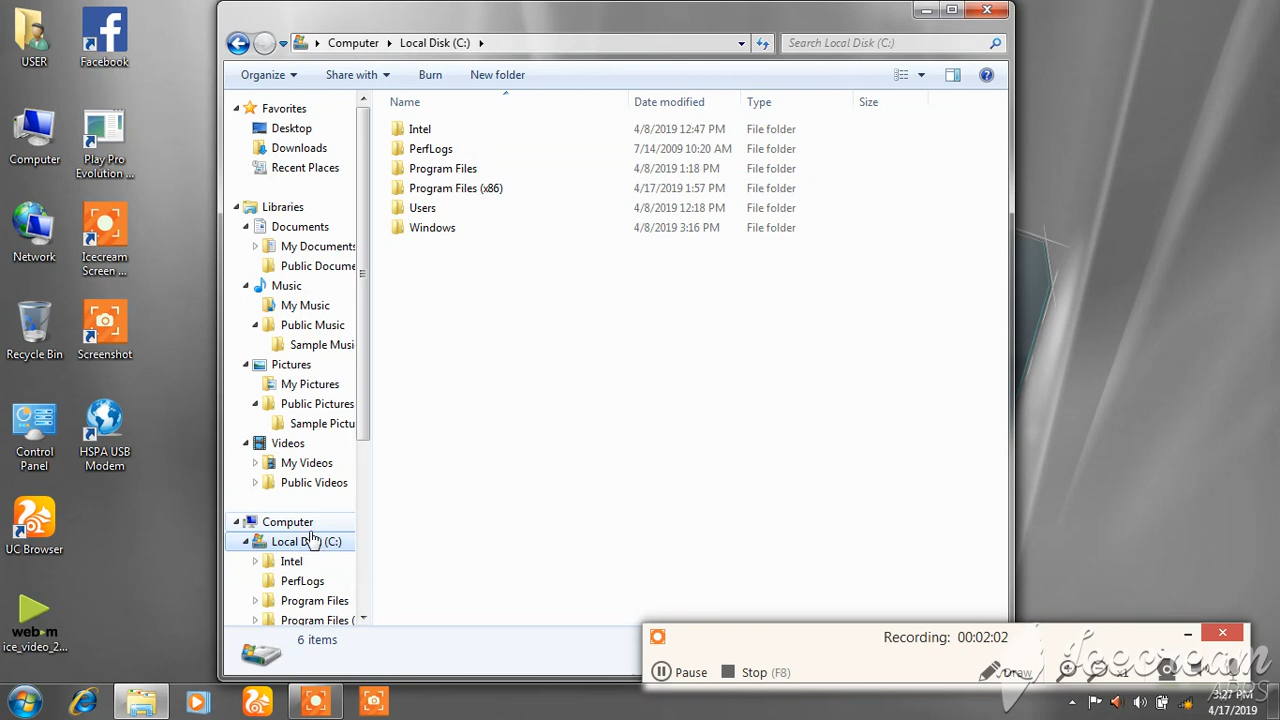 USER
Facebook
Computer
Play Pro
Evolution ...
Network
Icecream
Screen ...
Recycle Bin
Screenshot
Control
Panel
HSPA USB
Modem
UC Browser
webm
ice_video_2...
Computer
Local Disk (C:)
Search Local Disk (C:)
Organize
Share with
Burn
New folder
Favorites
Desktop
Downloads
Recent Places
Libraries
Documents
My Documents
Public Docume
Music
My Music
Public Music
Sample Musi
Pictures
My Pictures
Public Pictures
Sample Pictu
Videos
My Videos
Public Videos
Computer
Local Disk (C:)
Intel
PerfLogs
Program Files
Program Files (
Name
Date modified
Type
Size
Intel
4/8/2019 12:47 PM
File folder
PerfLogs
7/14/2009 10:20 AM
File folder
Program Files
4/8/2019 1:18 PM
File folder
Program Files (x86)
4/17/2019 1:57 PM
File folder
Users
4/8/2019 12:18 PM
File folder
Windows
4/8/2019 3:16 PM
File folder
6 items
Recording: 00:02:02
Pause
Stop (F8)
Draw
x1
Icecream
APPS
3:27 PM
4/17/2019